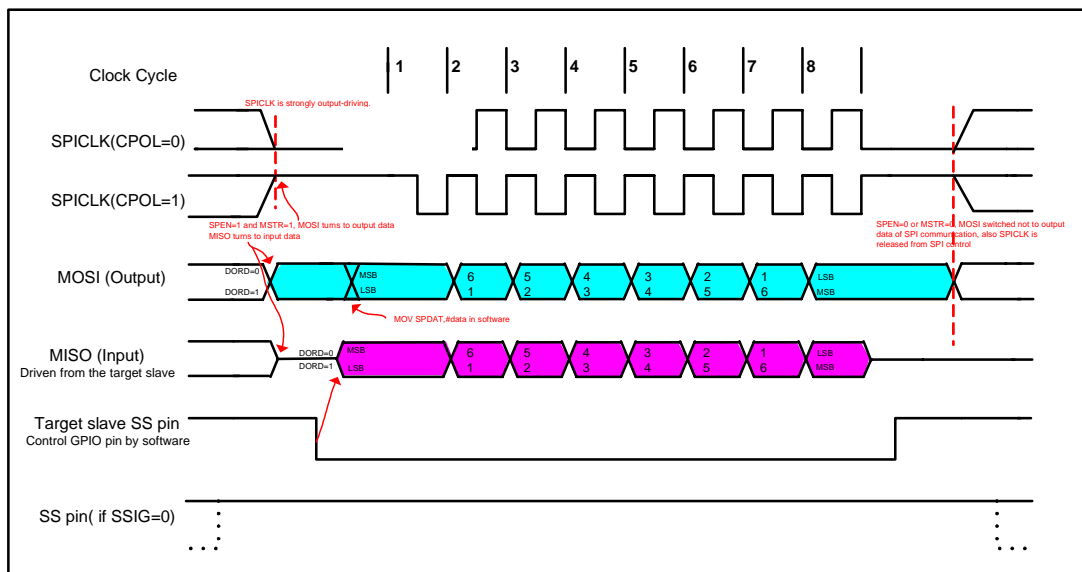 Clock Cycle
1 2 3 4 5 6 7 8
SPICLK is strongly output-driving.
SPICLK(CPOL=0)
SPICLK(CPOL=1)
SPEN=1 and MSTR=1, MOSI turns to output data
MISO turns to input data
SPEN=0 or MSTR=0, MOSI switched not to output
data of SPI communication, also SPICLK is
released from SPI control
MOSI (Output)
DORD=0 MSB 6 5 4 3 2 1 LSB
DORD=1 LSB 1 2 3 4 5 6 MSB
MOV SPDAT,#data in software
MISO (Input)
Driven from the target slave
DORD=0 MSB 6 5 4 3 2 1 LSB
DORD=1 LSB 1 2 3 4 5 6 MSB
Target slave SS pin
Control GPIO pin by software
SS pin( if SSIG=0)